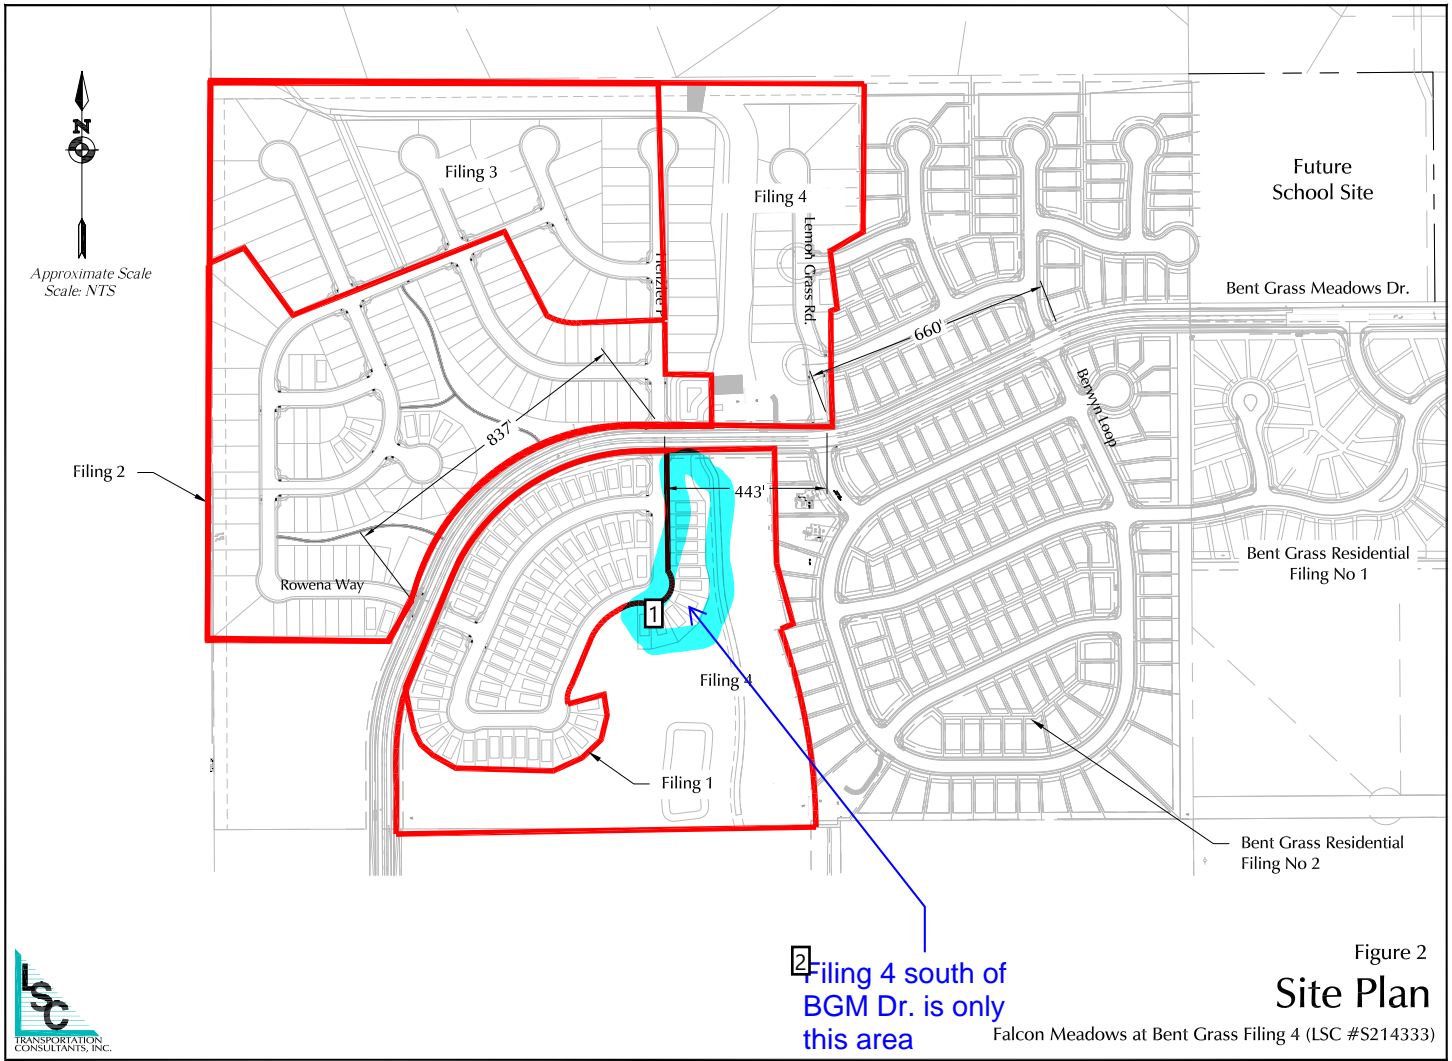 N
Approximate Scale
Scale: NTS
Filing 3
Filing 4
Lemon Grass Rd.
Future
School Site
Bent Grass Meadows Dr.
660'
Berwyn Loop
837'
Filing 2
443'
Rowena Way
1
Bent Grass Residential
Filing No 1
Filing 4
Filing 1
Bent Grass Residential
Filing No 2
2
Filing 4 south of
BGM Dr. is only
this area
Figure 2
Site Plan
Falcon Meadows at Bent Grass Filing 4 (LSC #S214333)
LSC
TRANSPORTATION
CONSULTANTS, INC.